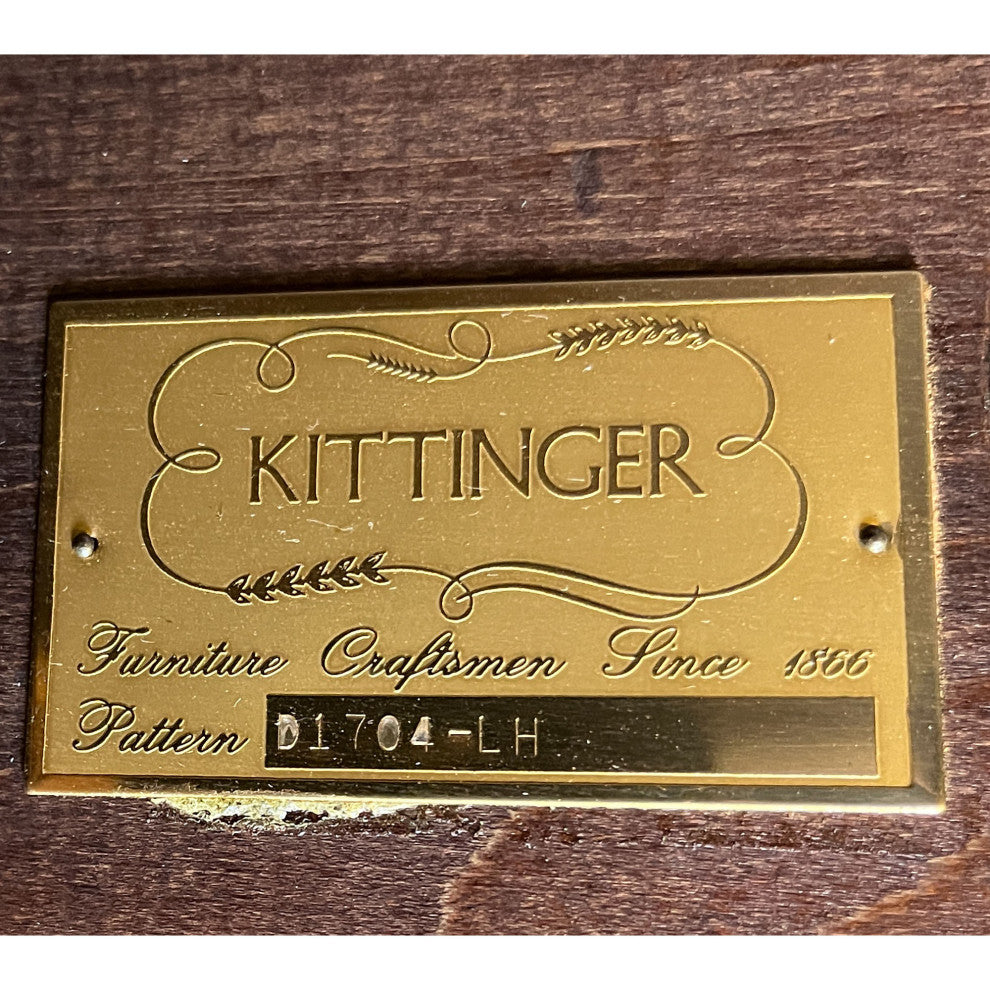 KITTINGER
Furniture Craftsmen Since 1866
Pattern D1704-LH